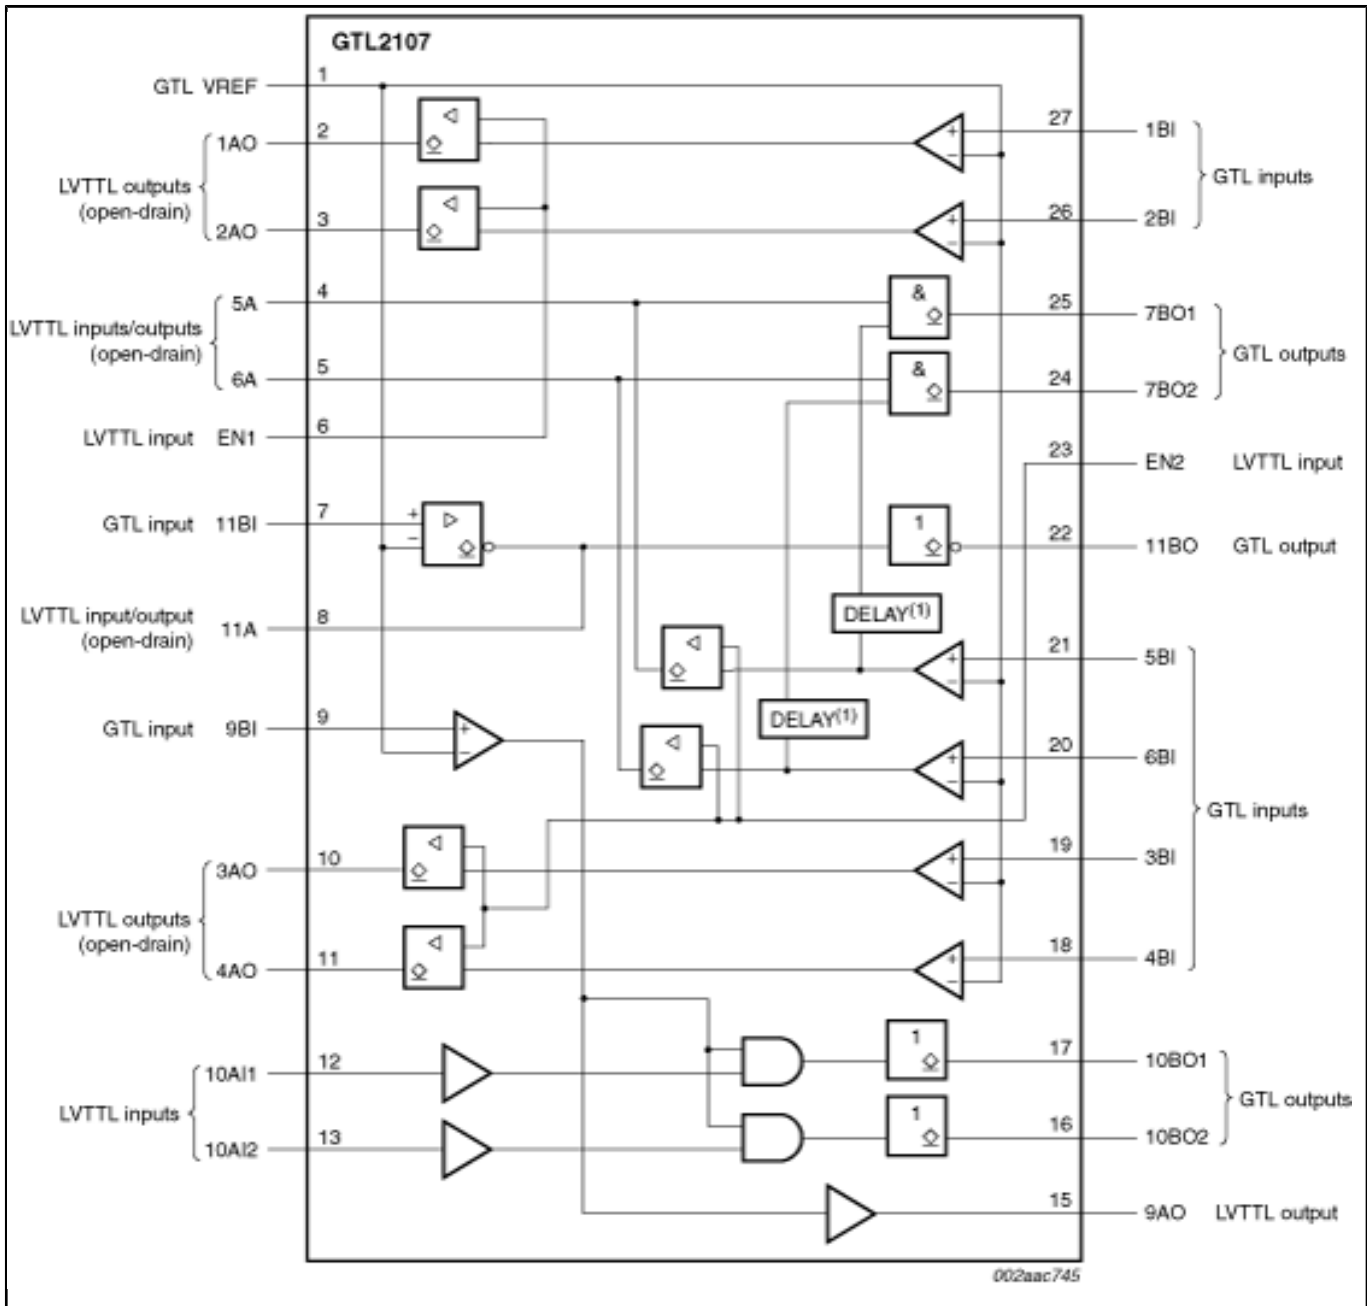 GTL2107
GTL VREF 1
1AO 2
LVTTL outputs
(open-drain)
2AO 3
27 1BI
GTL inputs
26 2BI
+
−
+
−
5A 4
LVTTL inputs/outputs
(open-drain)
6A 5
LVTTL input EN1 6
& 25 7BO1
GTL outputs
& 24 7BO2
23 EN2 LVTTL input
GTL input 11BI 7
+
−
1 22 11BO GTL output
LVTTL input/output
(open-drain)
11A 8
DELAY(1)
21 5BI
+
−
GTL input 9BI 9
+
−
DELAY(1)
20 6BI
+
−
GTL inputs
3AO 10
LVTTL outputs
(open-drain)
4AO 11
19 3BI
+
−
18 4BI
+
−
10AI1 12
LVTTL inputs
10AI2 13
1 17 10BO1
GTL outputs
1 16 10BO2
15 9AO LVTTL output
002aac745